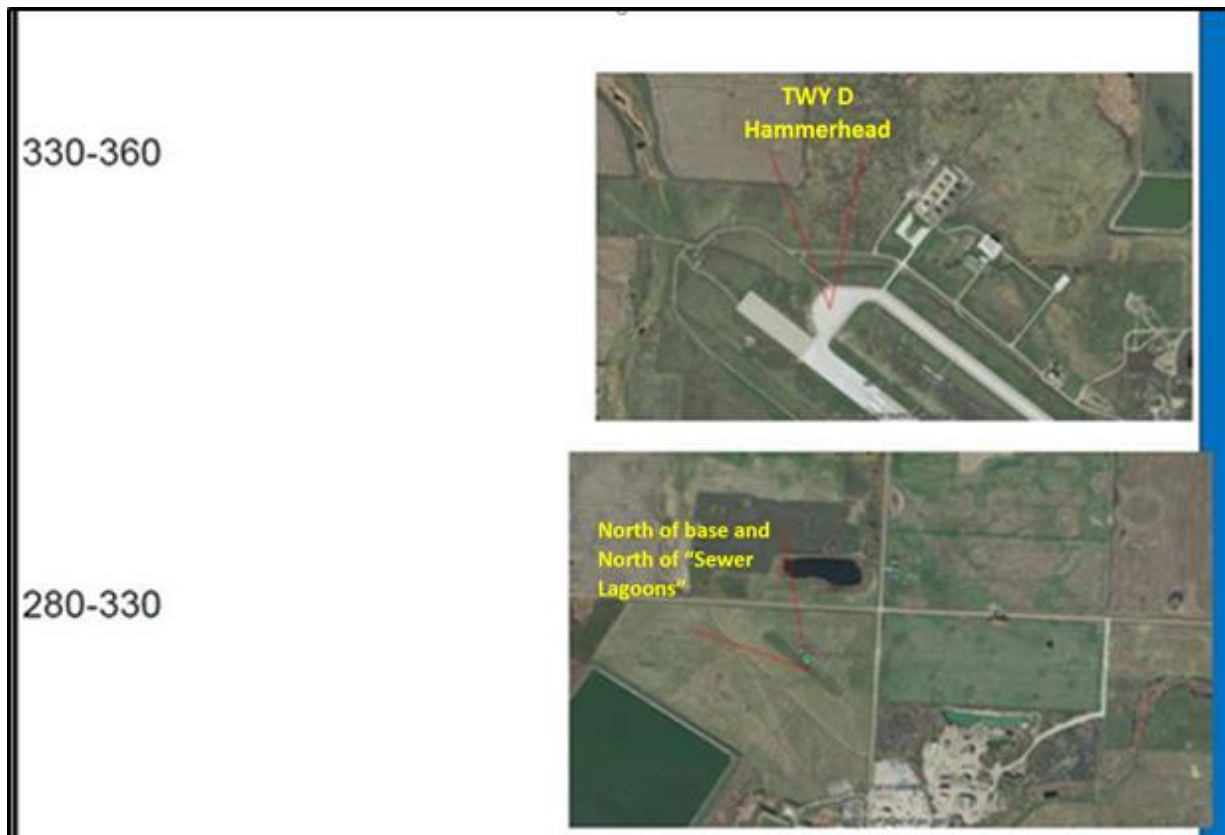 330-360
TWY D
Hammerhead
280-330
North of base and
North of “Sewer
Lagoons”